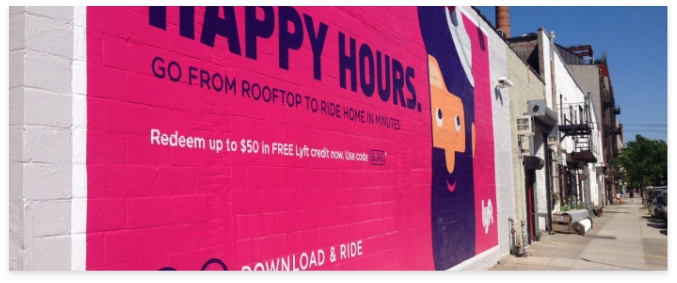 HAPPY HOURS.
GO FROM ROOFTOP TO RIDE HOME IN MINUTES
Redeem up to $50 in FREE Lyft credit now. Use code
lyft
DOWNLOAD & RIDE